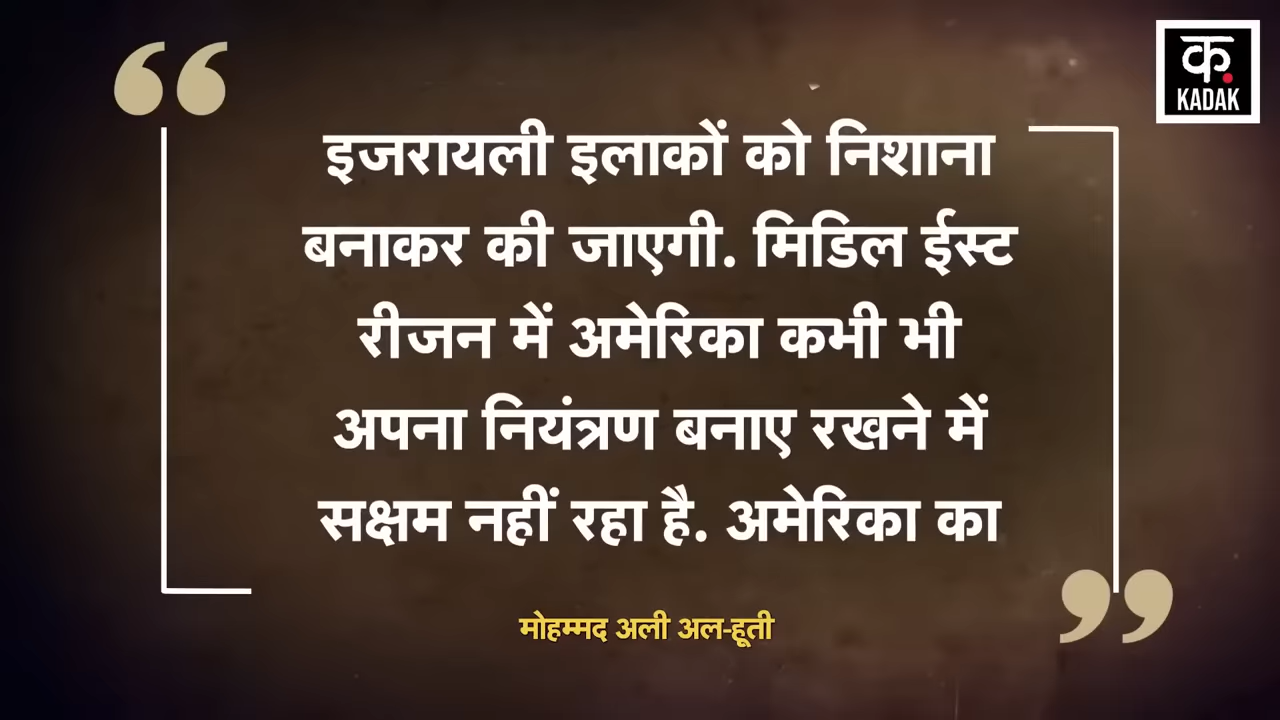 क.
KADAK
इजरायली इलाकों को निशाना
बनाकर की जाएगी. मिडिल ईस्ट
रीजन में अमेरिका कभी भी
अपना नियंत्रण बनाए रखने में
सक्षम नहीं रहा है. अमेरिका का
मोहम्मद अली अल-हूती